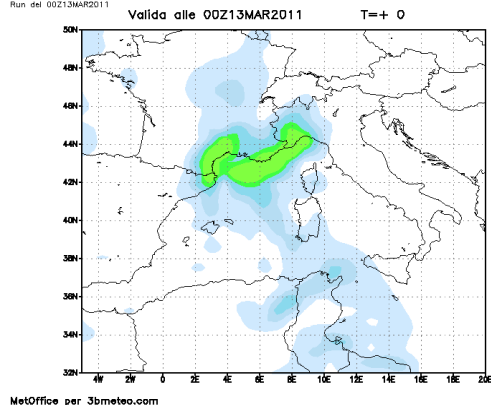 Run del 00Z13MAR2011
Valida alle 00Z13MAR2011 T=+ 0
50N
48N
46N
44N
42N
40N
38N
36N
34N
32N
4W 2W 0 2E 4E 6E 8E 10E 12E 14E 16E 18E 20E
MetOffice per 3bmeteo.com